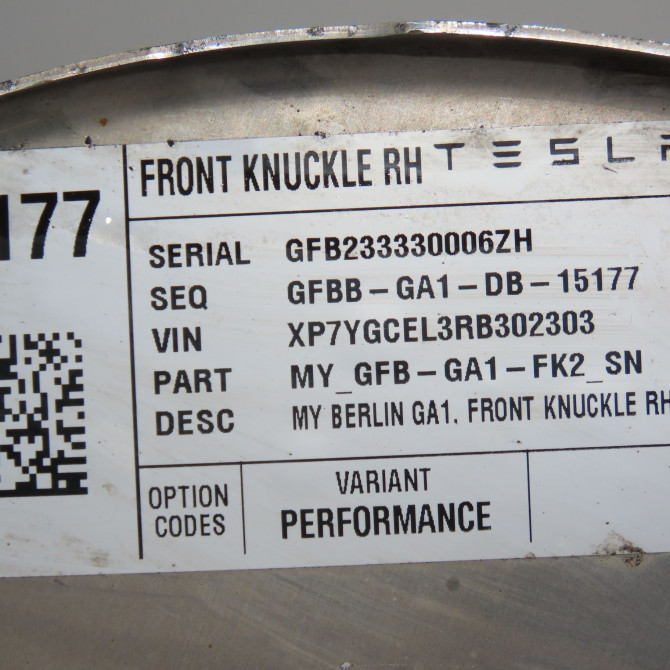 177
FRONT KNUCKLE RH TESLA
SERIAL GFB233330006ZH
SEQ GFBB-GA1-DB-15177
VIN XP7YGCEL3RB302303
PART MY_GFB-GA1-FK2_SN
DESC MY BERLIN GA1, FRONT KNUCKLE RH
OPTION CODES
VARIANT
PERFORMANCE